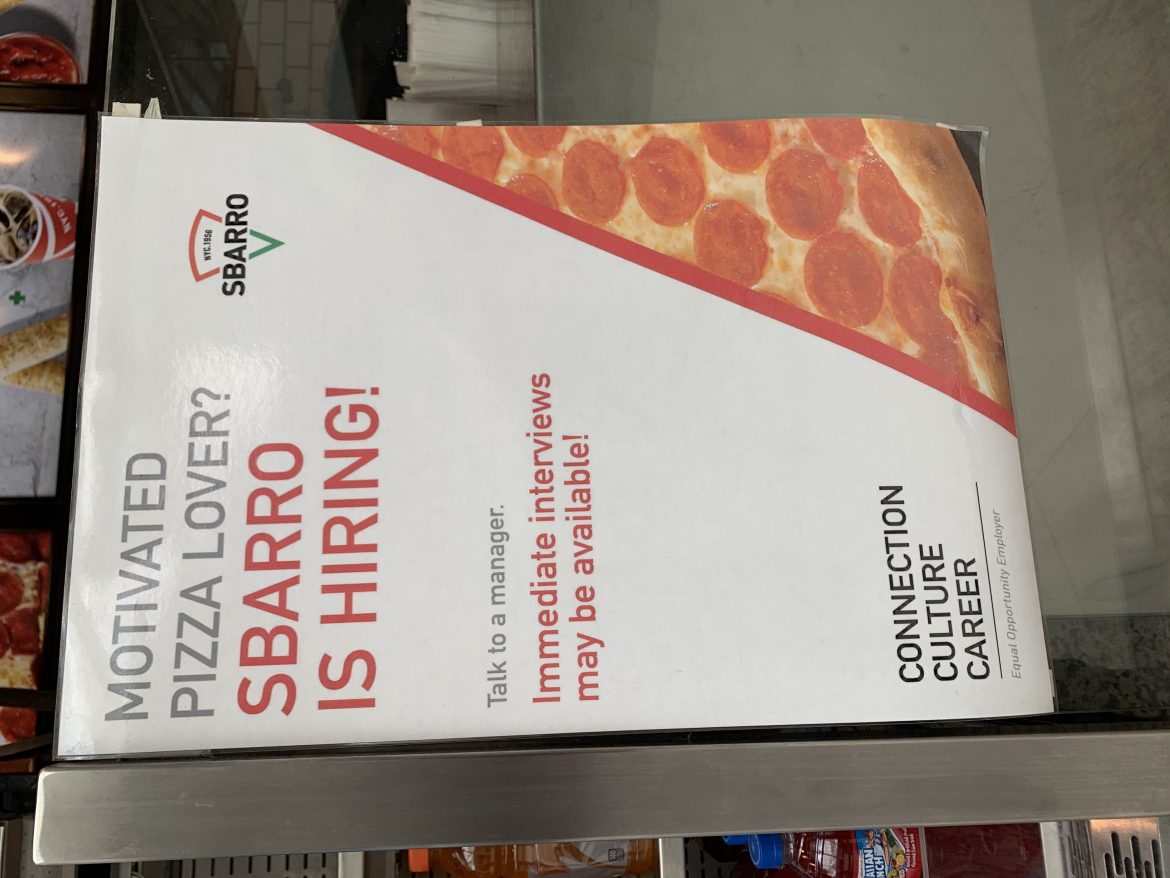 MOTIVATED
PIZZA LOVER?
SBARRO
IS HIRING!
NYC.1956
SBARRO
Talk to a manager.
Immediate interviews
may be available!
CONNECTION
CULTURE
CAREER
Equal Opportunity Employer